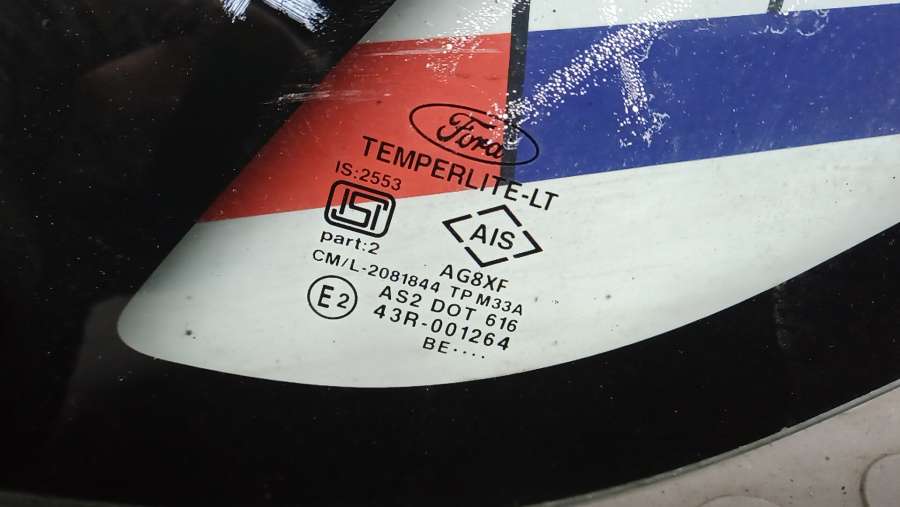 Ford
TEMPERLITE-LT
IS:2553
ISI
part:2
AIS
AG8XF
CM/L-2081844 TP M33A
E2
AS2 DOT 616
43R-001264
BE....